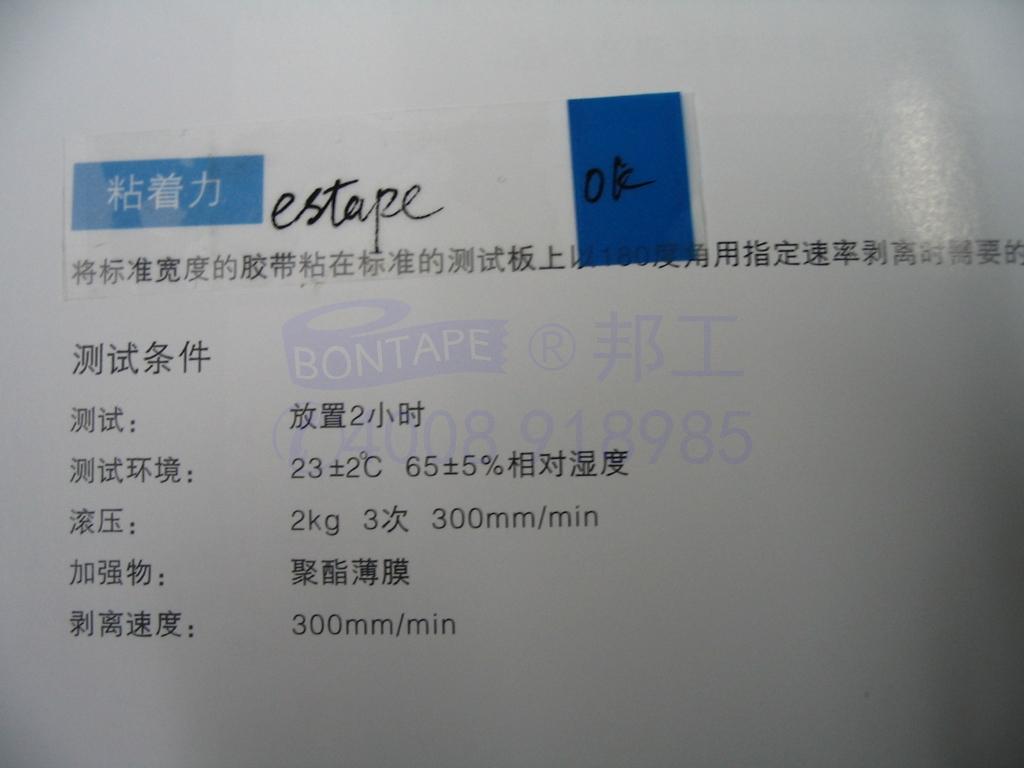 粘着力 estape ok
将标准宽度的胶带粘在标准的测试板上以180度角用指定速率剥离时需要的
BONTAPE ® 邦工
测试条件
测试： 放置2小时
✆4008 918985
测试环境： 23±2℃ 65±5%相对湿度
滚压： 2kg 3次 300mm/min
加强物： 聚酯薄膜
剥离速度： 300mm/min